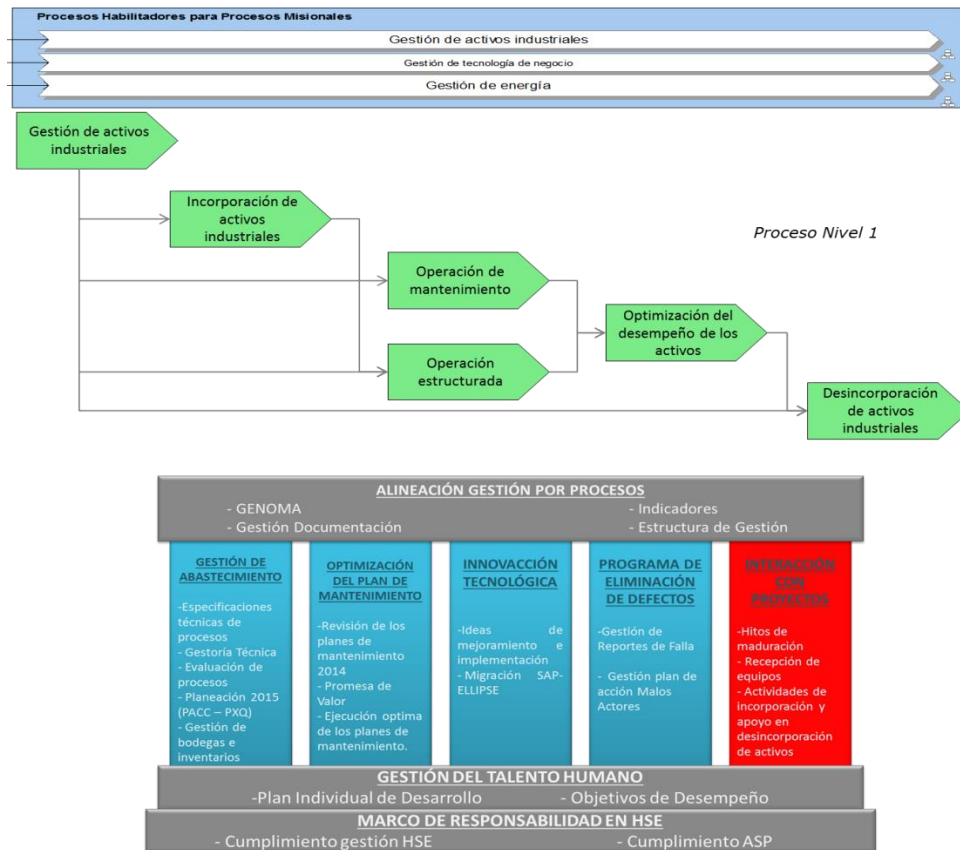 Procesos Habilitadores para Procesos Misionales
Gestión de activos industriales
Gestión de tecnología de negocio
Gestión de energía
Gestión de activos
industriales
Incorporación de
activos
industriales
Proceso Nivel 1
Operación de
mantenimiento
Optimización del
desempeño de los
activos
Operación
estructurada
Desincorporación
de activos
industriales
ALINEACIÓN GESTIÓN POR PROCESOS
- GENOMA
- Gestión Documentación
- Indicadores
- Estructura de Gestión
GESTIÓN DE
ABASTECIMIENTO
-Especificaciones
técnicas de
procesos
- Gestoría Técnica
- Evaluación de
procesos
- Planeación 2015
(PACC – PXQ)
- Gestión de
bodegas e
inventarios
OPTIMIZACIÓN
DEL PLAN DE
MANTENIMIENTO
-Revisión de los
planes de
mantenimiento
2014
- Promesa de
Valor
- Ejecución optima
de los planes de
mantenimiento.
INNOVACCIÓN
TECNOLÓGICA
-Ideas de
mejoramiento e
implementación
- Migración SAP-
ELLIPSE
PROGRAMA DE
ELIMINACIÓN
DE DEFECTOS
-Gestión de
Reportes de Falla
- Gestión plan de
acción Malos
Actores
INTERACCIÓN
CON
PROYECTOS
-Hitos de
maduración
- Recepción de
equipos
- Actividades de
incorporación y
apoyo en
desincorporación
de activos
GESTIÓN DEL TALENTO HUMANO
-Plan Individual de Desarrollo
- Objetivos de Desempeño
MARCO DE RESPONSABILIDAD EN HSE
- Cumplimiento gestión HSE
- Cumplimiento ASP